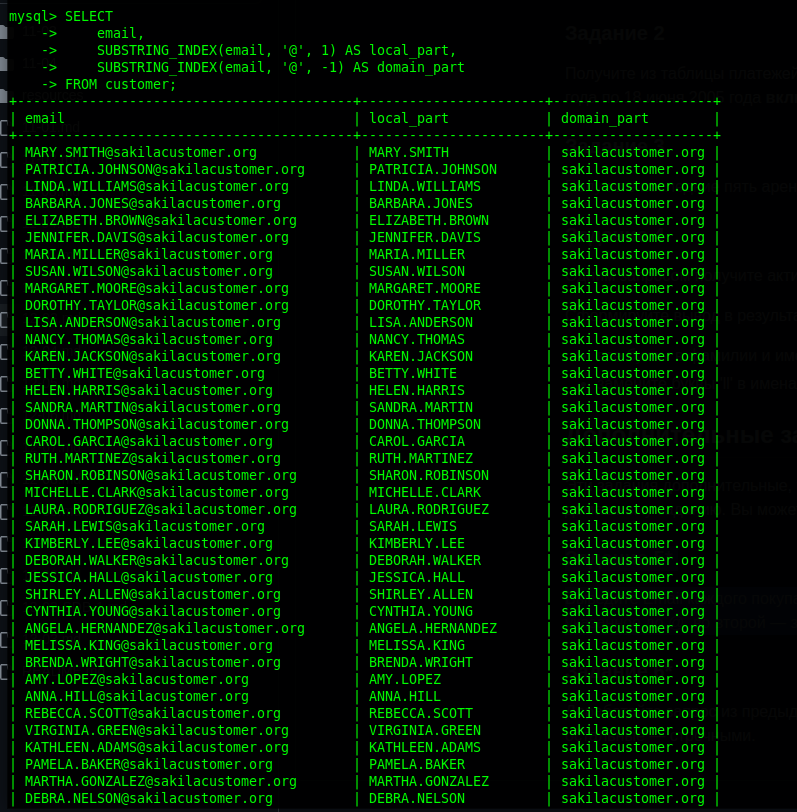 mysql> SELECT
    ->     email,
    ->     SUBSTRING_INDEX(email, '@', 1) AS local_part,
    ->     SUBSTRING_INDEX(email, '@', -1) AS domain_part
    -> FROM customer;
+------------------------------------------+-----------------------+--------------------+
| email                                    | local_part            | domain_part        |
+------------------------------------------+-----------------------+--------------------+
| MARY.SMITH@sakilacustomer.org            | MARY.SMITH            | sakilacustomer.org |
| PATRICIA.JOHNSON@sakilacustomer.org      | PATRICIA.JOHNSON      | sakilacustomer.org |
| LINDA.WILLIAMS@sakilacustomer.org        | LINDA.WILLIAMS        | sakilacustomer.org |
| BARBARA.JONES@sakilacustomer.org         | BARBARA.JONES         | sakilacustomer.org |
| ELIZABETH.BROWN@sakilacustomer.org       | ELIZABETH.BROWN       | sakilacustomer.org |
| JENNIFER.DAVIS@sakilacustomer.org        | JENNIFER.DAVIS        | sakilacustomer.org |
| MARIA.MILLER@sakilacustomer.org          | MARIA.MILLER          | sakilacustomer.org |
| SUSAN.WILSON@sakilacustomer.org          | SUSAN.WILSON          | sakilacustomer.org |
| MARGARET.MOORE@sakilacustomer.org        | MARGARET.MOORE        | sakilacustomer.org |
| DOROTHY.TAYLOR@sakilacustomer.org        | DOROTHY.TAYLOR        | sakilacustomer.org |
| LISA.ANDERSON@sakilacustomer.org         | LISA.ANDERSON         | sakilacustomer.org |
| NANCY.THOMAS@sakilacustomer.org          | NANCY.THOMAS          | sakilacustomer.org |
| KAREN.JACKSON@sakilacustomer.org         | KAREN.JACKSON         | sakilacustomer.org |
| BETTY.WHITE@sakilacustomer.org           | BETTY.WHITE           | sakilacustomer.org |
| HELEN.HARRIS@sakilacustomer.org          | HELEN.HARRIS          | sakilacustomer.org |
| SANDRA.MARTIN@sakilacustomer.org         | SANDRA.MARTIN         | sakilacustomer.org |
| DONNA.THOMPSON@sakilacustomer.org        | DONNA.THOMPSON        | sakilacustomer.org |
| CAROL.GARCIA@sakilacustomer.org          | CAROL.GARCIA          | sakilacustomer.org |
| RUTH.MARTINEZ@sakilacustomer.org         | RUTH.MARTINEZ         | sakilacustomer.org |
| SHARON.ROBINSON@sakilacustomer.org       | SHARON.ROBINSON       | sakilacustomer.org |
| MICHELLE.CLARK@sakilacustomer.org        | MICHELLE.CLARK        | sakilacustomer.org |
| LAURA.RODRIGUEZ@sakilacustomer.org       | LAURA.RODRIGUEZ       | sakilacustomer.org |
| SARAH.LEWIS@sakilacustomer.org           | SARAH.LEWIS           | sakilacustomer.org |
| KIMBERLY.LEE@sakilacustomer.org          | KIMBERLY.LEE          | sakilacustomer.org |
| DEBORAH.WALKER@sakilacustomer.org        | DEBORAH.WALKER        | sakilacustomer.org |
| JESSICA.HALL@sakilacustomer.org          | JESSICA.HALL          | sakilacustomer.org |
| SHIRLEY.ALLEN@sakilacustomer.org         | SHIRLEY.ALLEN         | sakilacustomer.org |
| CYNTHIA.YOUNG@sakilacustomer.org         | CYNTHIA.YOUNG         | sakilacustomer.org |
| ANGELA.HERNANDEZ@sakilacustomer.org      | ANGELA.HERNANDEZ      | sakilacustomer.org |
| MELISSA.KING@sakilacustomer.org          | MELISSA.KING          | sakilacustomer.org |
| BRENDA.WRIGHT@sakilacustomer.org         | BRENDA.WRIGHT         | sakilacustomer.org |
| AMY.LOPEZ@sakilacustomer.org             | AMY.LOPEZ             | sakilacustomer.org |
| ANNA.HILL@sakilacustomer.org             | ANNA.HILL             | sakilacustomer.org |
| REBECCA.SCOTT@sakilacustomer.org         | REBECCA.SCOTT         | sakilacustomer.org |
| VIRGINIA.GREEN@sakilacustomer.org        | VIRGINIA.GREEN        | sakilacustomer.org |
| KATHLEEN.ADAMS@sakilacustomer.org        | KATHLEEN.ADAMS        | sakilacustomer.org |
| PAMELA.BAKER@sakilacustomer.org          | PAMELA.BAKER          | sakilacustomer.org |
| MARTHA.GONZALEZ@sakilacustomer.org       | MARTHA.GONZALEZ       | sakilacustomer.org |
| DEBRA.NELSON@sakilacustomer.org          | DEBRA.NELSON          | sakilacustomer.org |
Задание 2